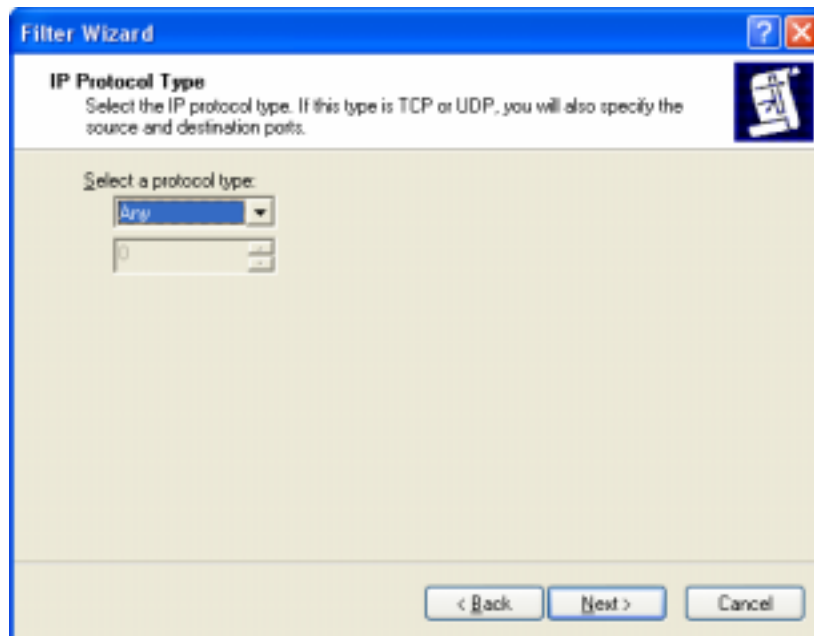 Filter Wizard
IP Protocol Type
Select the IP protocol type. If this type is TCP or UDP, you will also specify the
source and destination ports.
Select a protocol type:
Any
0
< Back
Next >
Cancel